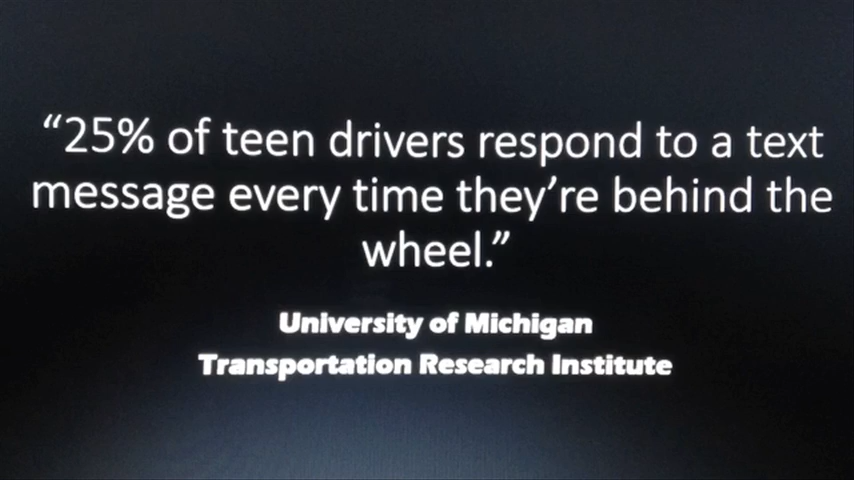 “25% of teen drivers respond to a text
message every time they’re behind the
wheel.”
University of Michigan
Transportation Research Institute